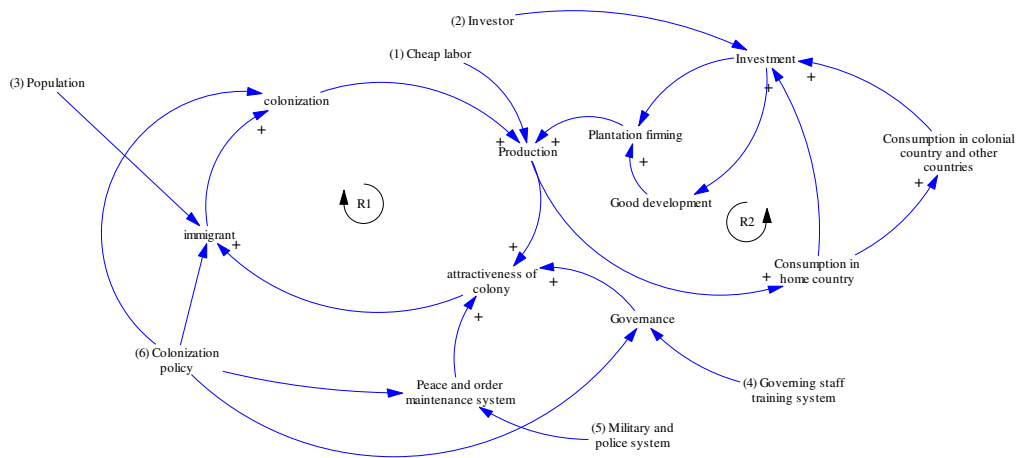 (2) Investor
(1) Cheap labor
Investment
+
(3) Population
+
colonization
+
Plantation firming
+
+
+
Production
Consumption in colonial
country and other
countries
+
+
Good development
R1
R2
immigrant
+
+
attractiveness of
colony
+
+
Consumption in
home country
+
Governance
(6) Colonization
policy
Peace and order
maintenance system
(4) Governing staff
training system
(5) Military and
police system